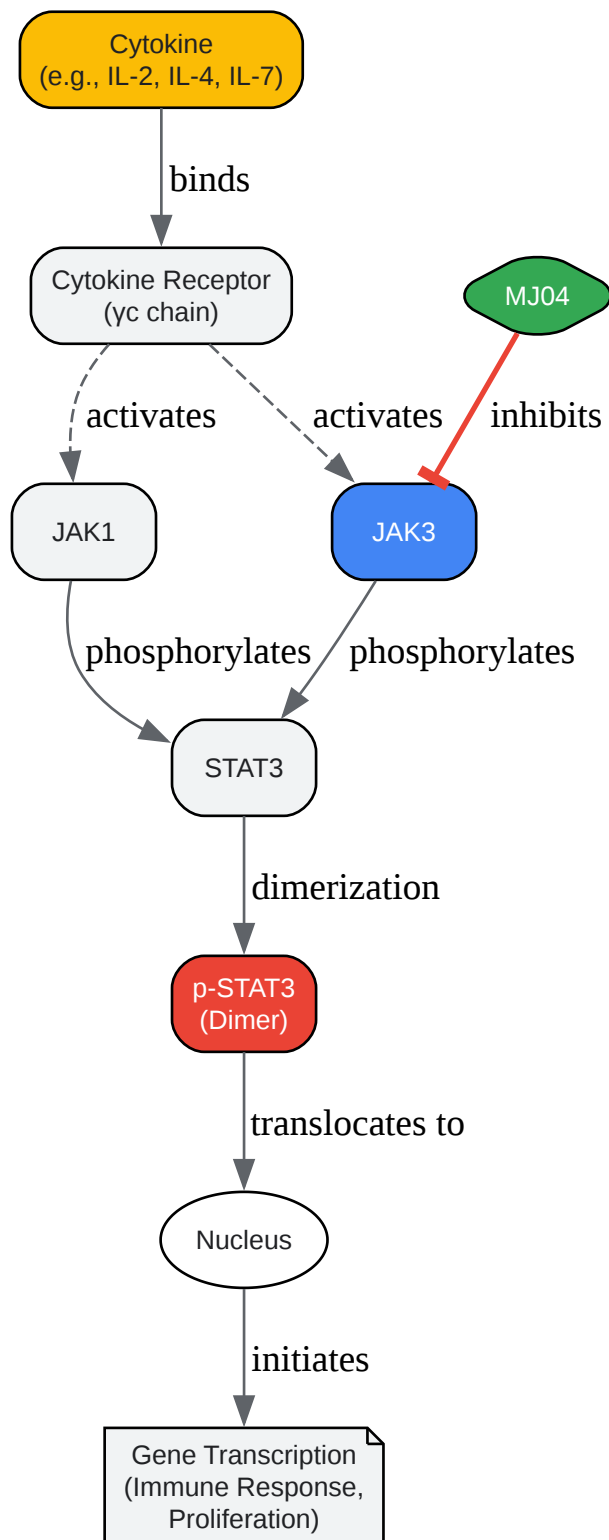 Cytokine
(e.g., IL-2, IL-4, IL-7)
binds
Cytokine Receptor
(γc chain)
MJ04
activates
activates
inhibits
JAK1
JAK3
phosphorylates
phosphorylates
STAT3
dimerization
p-STAT3
(Dimer)
translocates to
Nucleus
initiates
Gene Transcription
(Immune Response,
Proliferation)